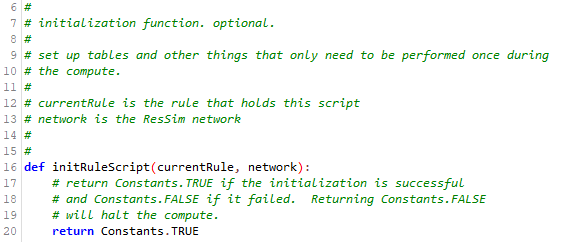 6 #
7 # initialization function. optional.
8 #
9 # set up tables and other things that only need to be performed once during
10 # the compute.
11 #
12 # currentRule is the rule that holds this script
13 # network is the ResSim network
14 #
15 #
16 def initRuleScript(currentRule, network):
17     # return Constants.TRUE if the initialization is successful
18     # and Constants.FALSE if it failed.  Returning Constants.FALSE
19     # will halt the compute.
20     return Constants.TRUE